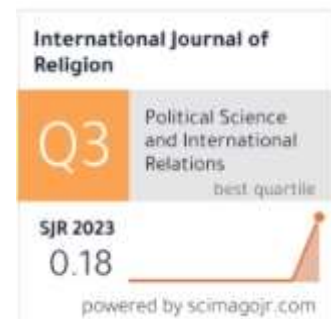 International Journal of
Religion
Q3
Political Science
and International
Relations
best quartile
SJR 2023
0.18
powered by scimagojr.com